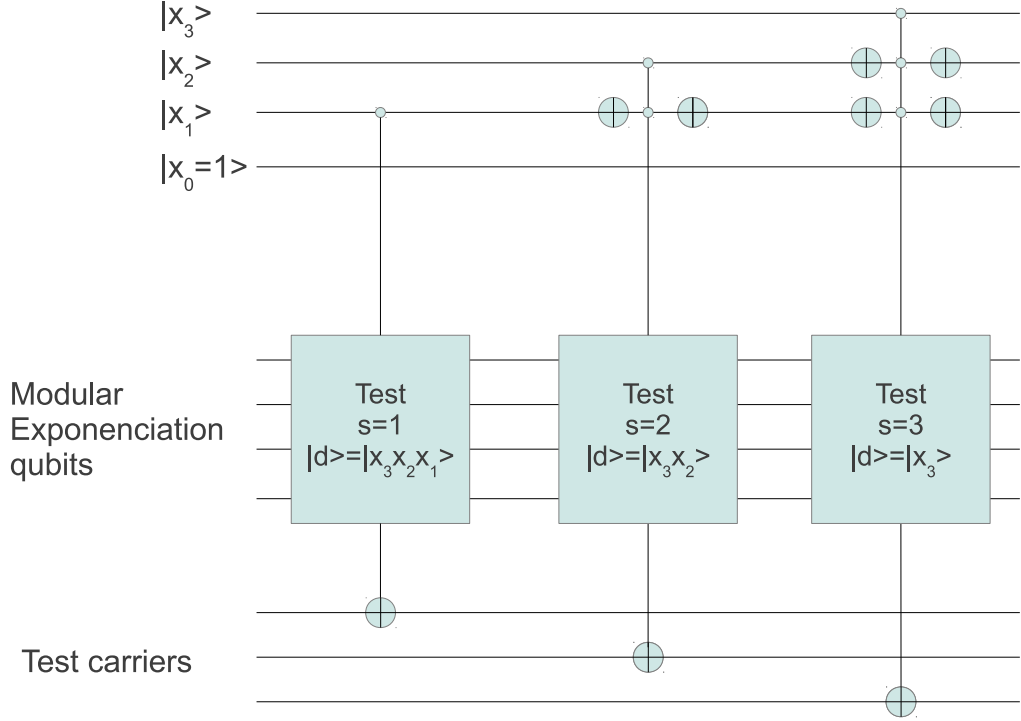 |x₃>
|x₂>
|x₁>
|x₀=1>
Modular
Exponenciation
qubits
Test
s=1
|d>=|x₃x₂x₁>
Test
s=2
|d>=|x₃x₂>
Test
s=3
|d>=|x₃>
Test carriers